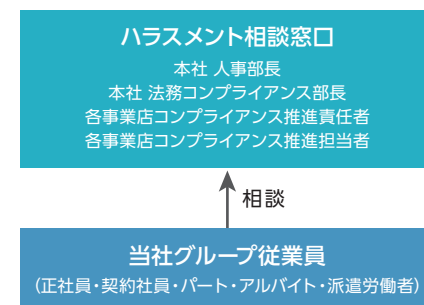 ハラスメント相談窓口
本社 人事部長
本社 法務コンプライアンス部長
各事業店コンプライアンス推進責任者
各事業店コンプライアンス推進担当者
相談
当社グループ従業員
（正社員・契約社員・パート・アルバイト・派遣労働者）